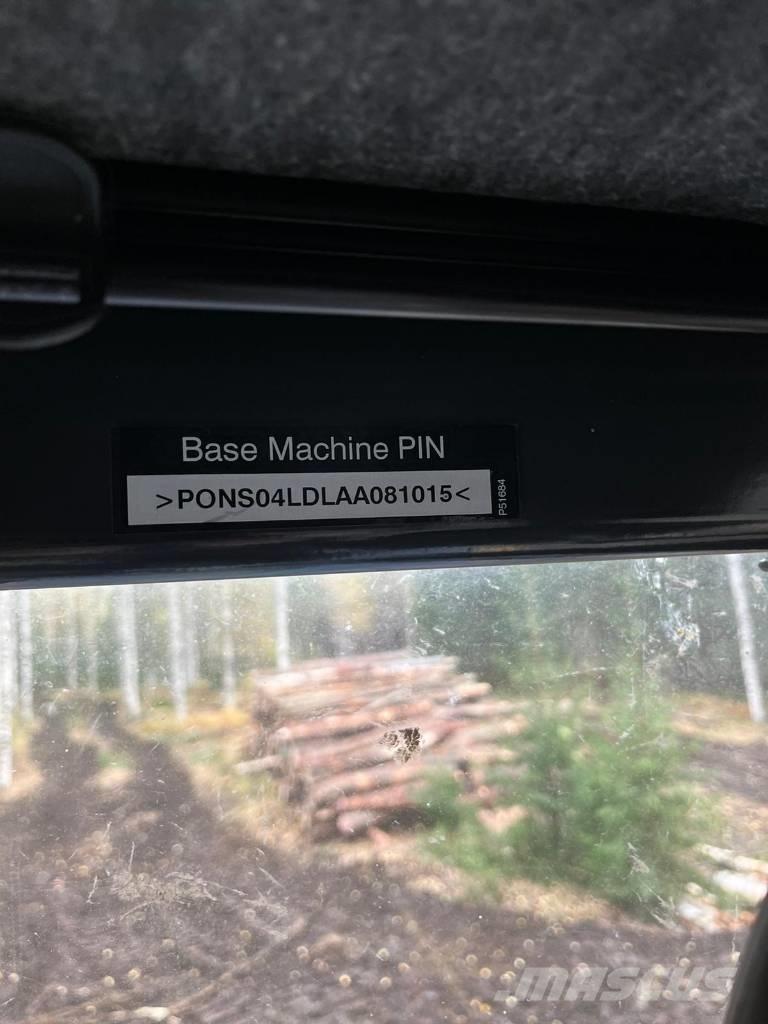 Base Machine PIN
>PONS04LDLAA081015<
P51684
MASCUS